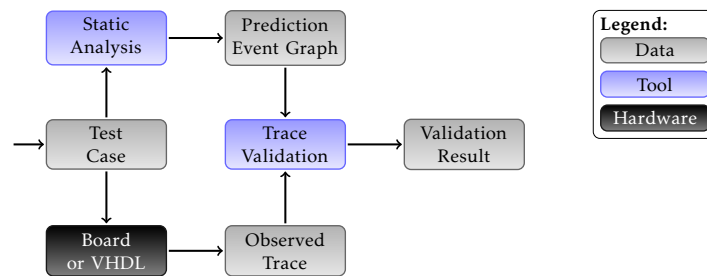 Static
Analysis
Prediction
Event Graph
Test
Case
Trace
Validation
Validation
Result
Board
or VHDL
Observed
Trace
Legend:
Data
Tool
Hardware